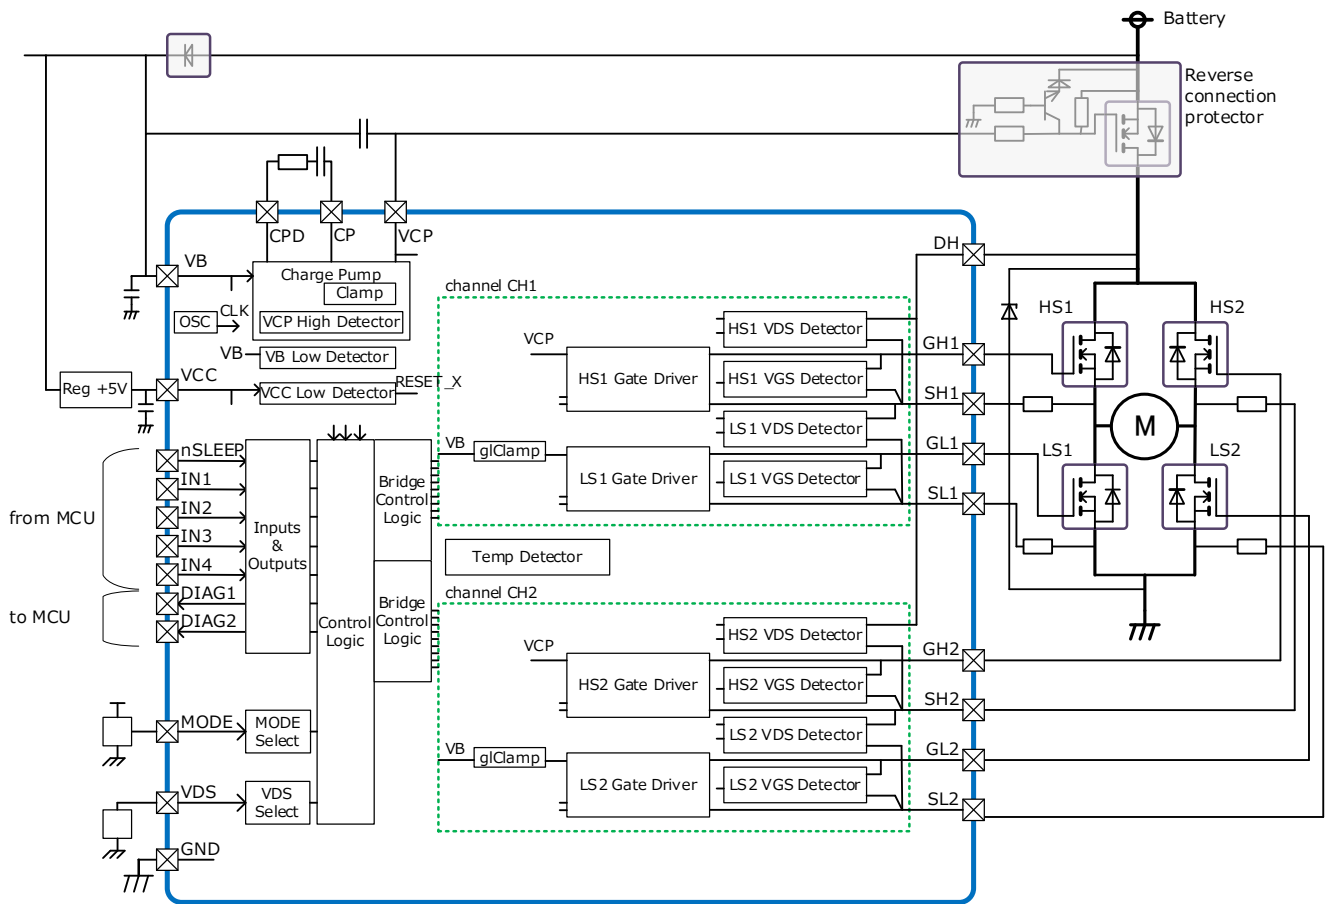 Battery
Reverse
connection
protector
CPD
CP
VCP
VB
Charge Pump
Clamp
VCP High Detector
OSC
CLK
VB
VB Low Detector
VCC
Reg +5V
VCC Low Detector
RESET_X
channel CH1
VCP
HS1 Gate Driver
HS1 VDS Detector
HS1 VGS Detector
LS1 VDS Detector
LS1 VGS Detector
VB
glClamp
LS1 Gate Driver
DH
GH1
SH1
GL1
SL1
HS1
HS2
M
LS1
LS2
from MCU
nSLEEP
IN1
IN2
IN3
IN4
to MCU
DIAG1
DIAG2
Inputs
&
Outputs
Control
Logic
Bridge
Control
Logic
Bridge
Control
Logic
Temp Detector
channel CH2
VCP
HS2 Gate Driver
HS2 VDS Detector
HS2 VGS Detector
LS2 VDS Detector
LS2 VGS Detector
VB
glClamp
LS2 Gate Driver
GH2
SH2
GL2
SL2
MODE
MODE
Select
VDS
VDS
Select
GND